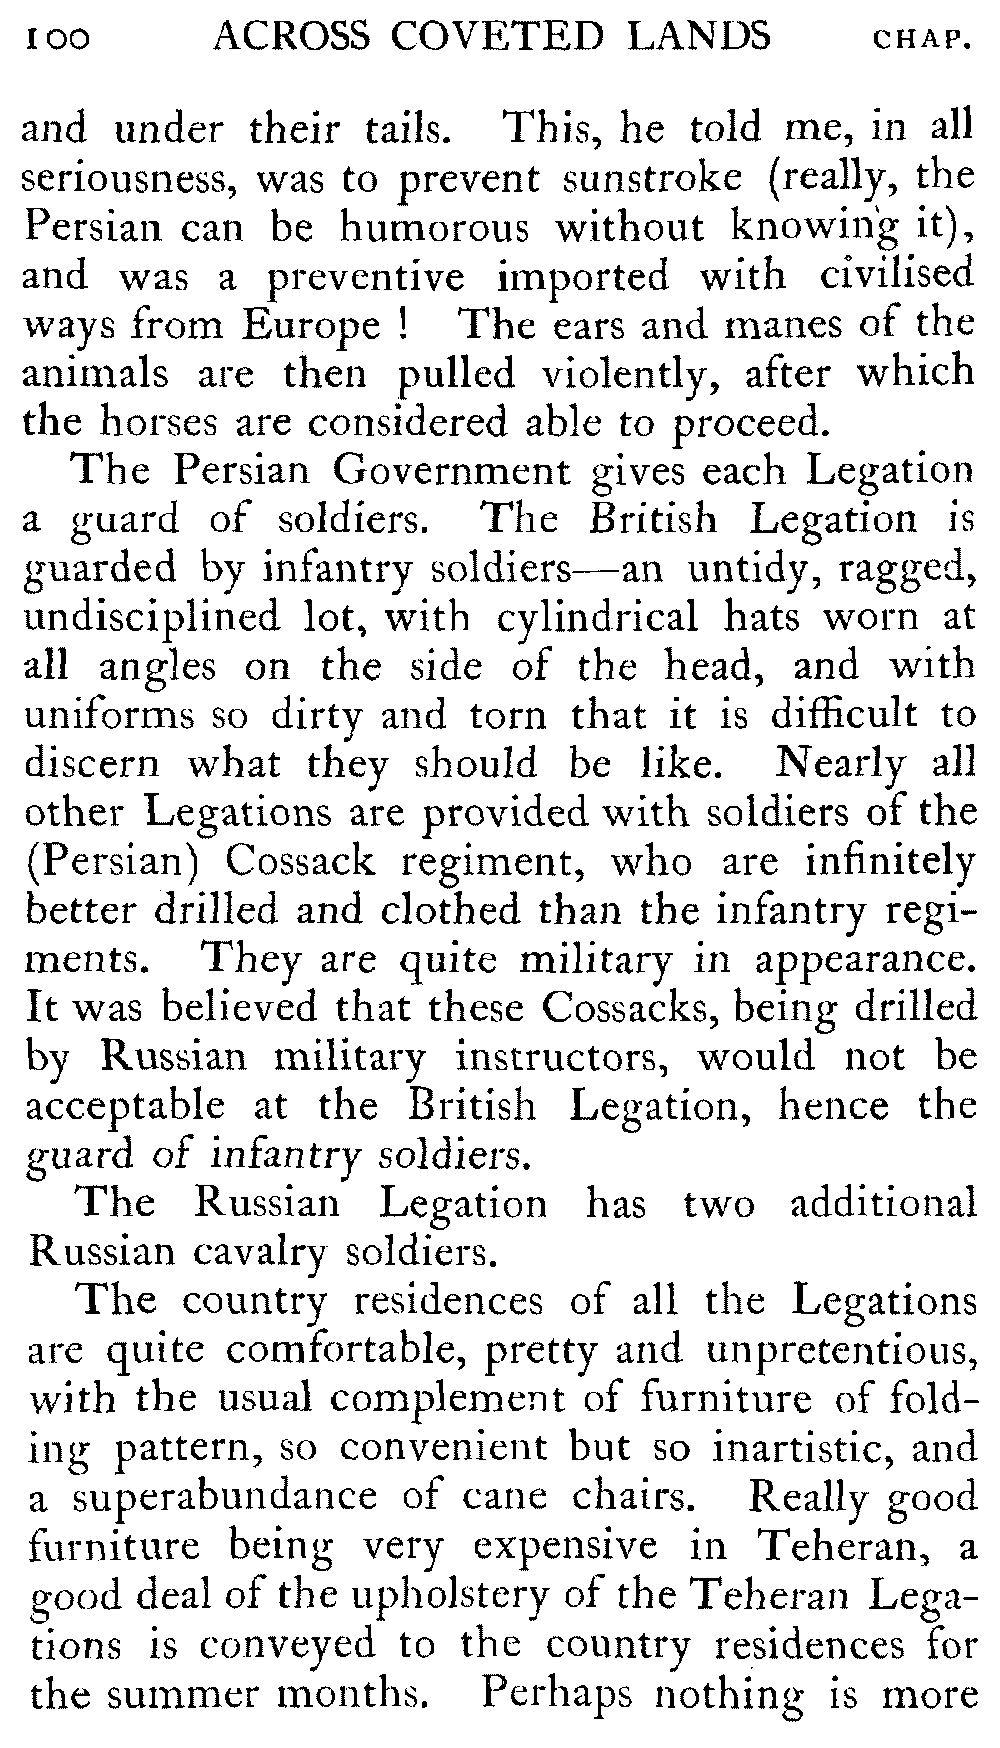 100 ACROSS COVETED LANDS CHAP.
and under their tails. This, he told me, in all
seriousness, was to prevent sunstroke (really, the
Persian can be humorous without knowing it),
and was a preventive imported with civilised
ways from Europe ! The ears and manes of the
animals are then pulled violently, after which
the horses are considered able to proceed.
The Persian Government gives each Legation
a guard of soldiers. The British Legation is
guarded by infantry soldiers—an untidy, ragged,
undisciplined lot, with cylindrical hats worn at
all angles on the side of the head, and with
uniforms so dirty and torn that it is difficult to
discern what they should be like. Nearly all
other Legations are provided with soldiers of the
(Persian) Cossack regiment, who are infinitely
better drilled and clothed than the infantry regi-
ments. They are quite military in appearance.
It was believed that these Cossacks, being drilled
by Russian military instructors, would not be
acceptable at the British Legation, hence the
guard of infantry soldiers.
The Russian Legation has two additional
Russian cavalry soldiers.
The country residences of all the Legations
are quite comfortable, pretty and unpretentious,
with the usual complement of furniture of fold-
ing pattern, so convenient but so inartistic, and
a superabundance of cane chairs. Really good
furniture being very expensive in Teheran, a
good deal of the upholstery of the Teheran Lega-
tions is conveyed to the country residences for
the summer months. Perhaps nothing is more